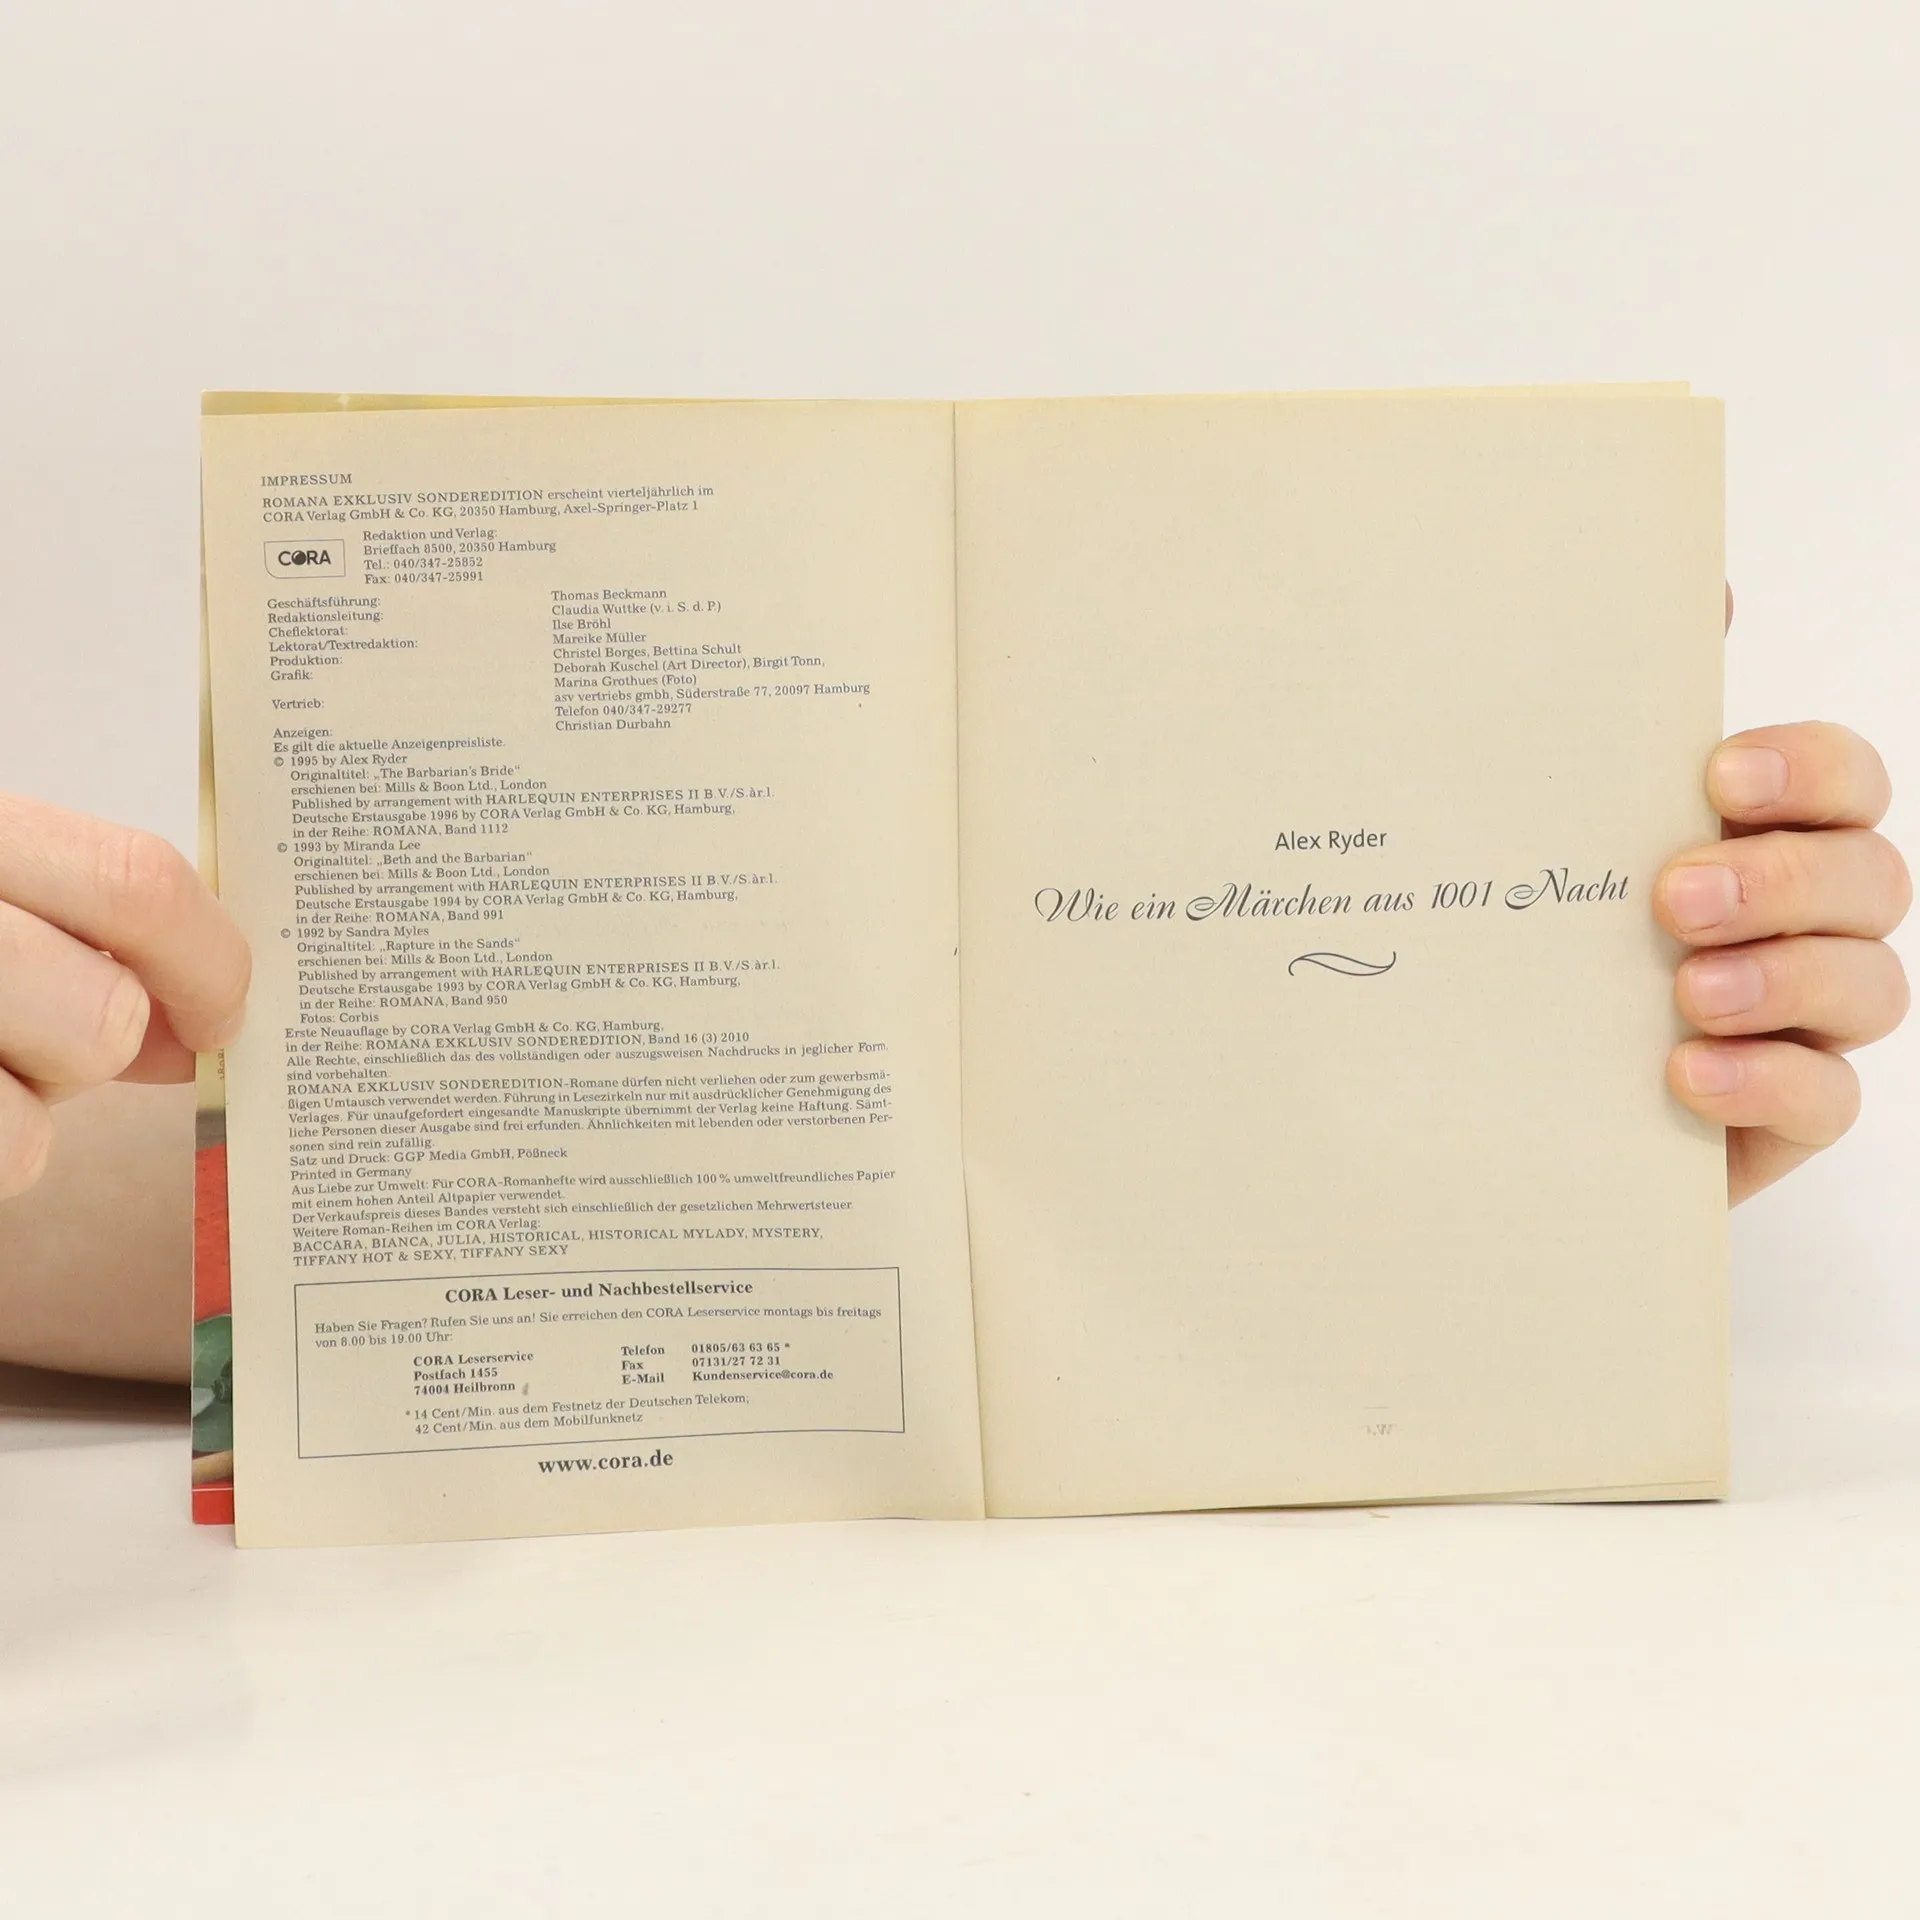 IMPRESSUM
ROMANA EXKLUSIV SONDEREDITION erscheint vierteljährlich im
CORA Verlag GmbH & Co. KG, 20350 Hamburg, Axel-Springer-Platz 1
CORA
Redaktion und Verlag:
Brieffach 8500, 20350 Hamburg
Tel.: 040/347-25852
Fax: 040/347-25991
Geschäftsführung: Thomas Beckmann
Redaktionsleitung: Claudia Wuttke (v. i. S. d. P.)
Cheflektorat: Ilse Bröhl
Lektorat/Textredaktion: Mareike Müller
Produktion: Christel Borges, Bettina Schult
Grafik: Deborah Kuschel (Art Director), Birgit Tonn,
Marina Grothues (Foto)
Vertrieb: asv vertriebs gmbh, Süderstraße 77, 20097 Hamburg
Telefon 040/347-29277
Anzeigen: Christian Durbahn
Es gilt die aktuelle Anzeigenpreisliste.
© 1995 by Alex Ryder
Originaltitel: „The Barbarian's Bride“
erschienen bei: Mills & Boon Ltd., London
Published by arrangement with HARLEQUIN ENTERPRISES II B.V./S.àr.l.
Deutsche Erstausgabe 1996 by CORA Verlag GmbH & Co. KG, Hamburg,
in der Reihe: ROMANA, Band 1112
© 1993 by Miranda Lee
Originaltitel: „Beth and the Barbarian“
erschienen bei: Mills & Boon Ltd., London
Published by arrangement with HARLEQUIN ENTERPRISES II B.V./S.àr.l.
Deutsche Erstausgabe 1994 by CORA Verlag GmbH & Co. KG, Hamburg,
in der Reihe: ROMANA, Band 991
© 1992 by Sandra Myles
Originaltitel: „Rapture in the Sands“
erschienen bei: Mills & Boon Ltd., London
Published by arrangement with HARLEQUIN ENTERPRISES II B.V./S.àr.l.
Deutsche Erstausgabe 1993 by CORA Verlag GmbH & Co. KG, Hamburg,
in der Reihe: ROMANA, Band 950
Fotos: Corbis
Erste Neuauflage by CORA Verlag GmbH & Co. KG, Hamburg,
in der Reihe: ROMANA EXKLUSIV SONDEREDITION, Band 16 (3) 2010
Alle Rechte, einschließlich das des vollständigen oder auszugsweisen Nachdrucks in jeglicher Form,
sind vorbehalten.
ROMANA EXKLUSIV SONDEREDITION-Romane dürfen nicht verliehen oder zum gewerbsmä-
ßigen Umtausch verwendet werden. Führung in Lesezirkeln nur mit ausdrücklicher Genehmigung des
Verlages. Für unaufgefordert eingesandte Manuskripte übernimmt der Verlag keine Haftung. Sämt-
liche Personen dieser Ausgabe sind frei erfunden. Ähnlichkeiten mit lebenden oder verstorbenen Per-
sonen sind rein zufällig.
Satz und Druck: GGP Media GmbH, Pößneck
Printed in Germany
Aus Liebe zur Umwelt: Für CORA-Romanhefte wird ausschließlich 100 % umweltfreundliches Papier
mit einem hohen Anteil Altpapier verwendet.
Der Verkaufspreis dieses Bandes versteht sich einschließlich der gesetzlichen Mehrwertsteuer.
Weitere Roman-Reihen im CORA Verlag:
BACCARA, BIANCA, JULIA, HISTORICAL, HISTORICAL MYLADY, MYSTERY,
TIFFANY HOT & SEXY, TIFFANY SEXY
CORA Leser- und Nachbestellservice
Haben Sie Fragen? Rufen Sie uns an! Sie erreichen den CORA Leserservice montags bis freitags
von 8.00 bis 19.00 Uhr:
CORA Leserservice Telefon 01805/63 63 65 *
Postfach 1455 Fax 07131/27 72 31
74004 Heilbronn E-Mail Kundenservice@cora.de
* 14 Cent/Min. aus dem Festnetz der Deutschen Telekom,
42 Cent/Min. aus dem Mobilfunknetz
www.cora.de
Alex Ryder
Wie ein Märchen aus 1001 Nacht